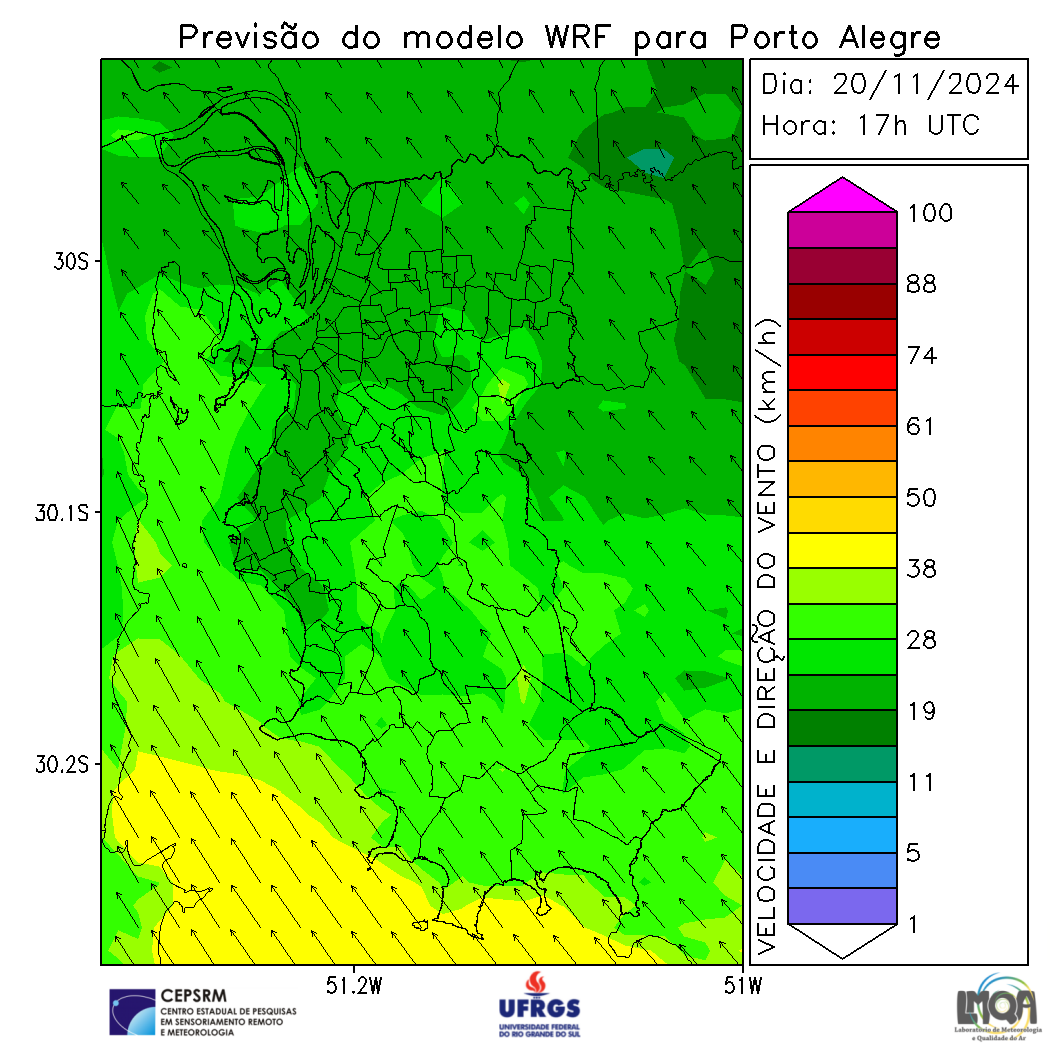 Previsão do modelo WRF para Porto Alegre
Dia: 20/11/2024
Hora: 17h UTC
30S
30.1S
30.2S
51.2W
51W
VELOCIDADE E DIREÇÃO DO VENTO (km/h)
100
88
74
61
50
38
28
19
11
5
1
CEPSRM
CENTRO ESTADUAL DE PESQUISAS
EM SENSORIAMENTO REMOTO
E METEOROLOGIA
UFRGS
UNIVERSIDADE FEDERAL
DO RIO GRANDE DO SUL
LMQA
Laboratório de Meteorologia
e Qualidade do Ar